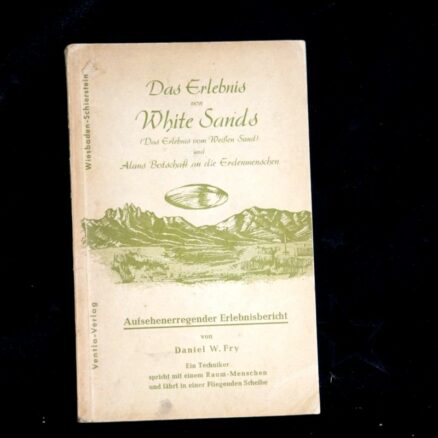 Das Erlebnis
von
White Sands
(Das Erlebnis vom Weißen Sand)
und
Alans Botschaft an die Erdenmenschen
Aufsehenerregender Erlebnisbericht
von
Daniel W. Fry
Ein Techniker
spricht mit einem Raum-Menschen
und fährt in einer Fliegenden Scheibe
Ventla-Verlag
Wiesbaden-Schierstein